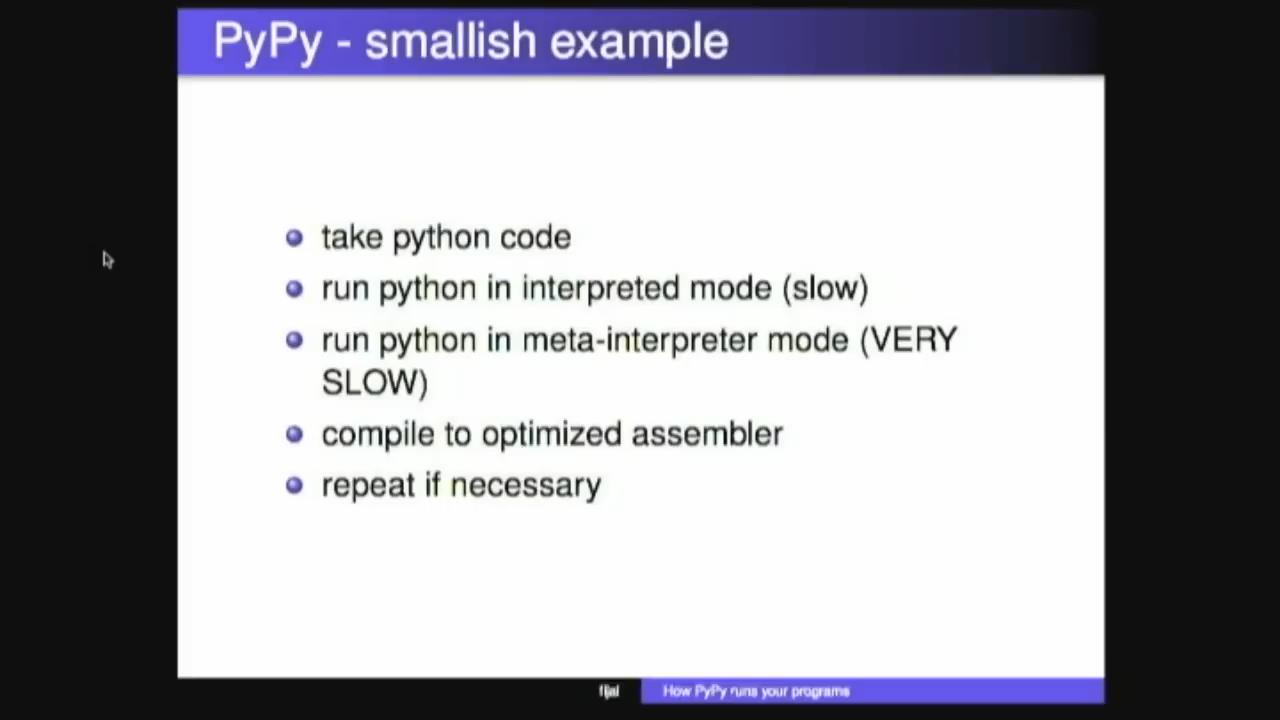 PyPy - smallish example
take python code
run python in interpreted mode (slow)
run python in meta-interpreter mode (VERY
SLOW)
compile to optimized assembler
repeat if necessary
fijal
How PyPy runs your programs